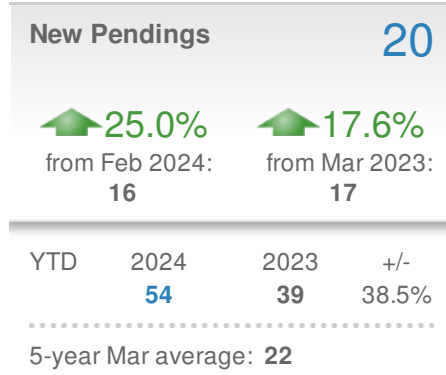 New Pendings 20
25.0% 17.6%
from Feb 2024: from Mar 2023:
16 17
YTD 2024 2023 +/-
54 39 38.5%
5-year Mar average: 22